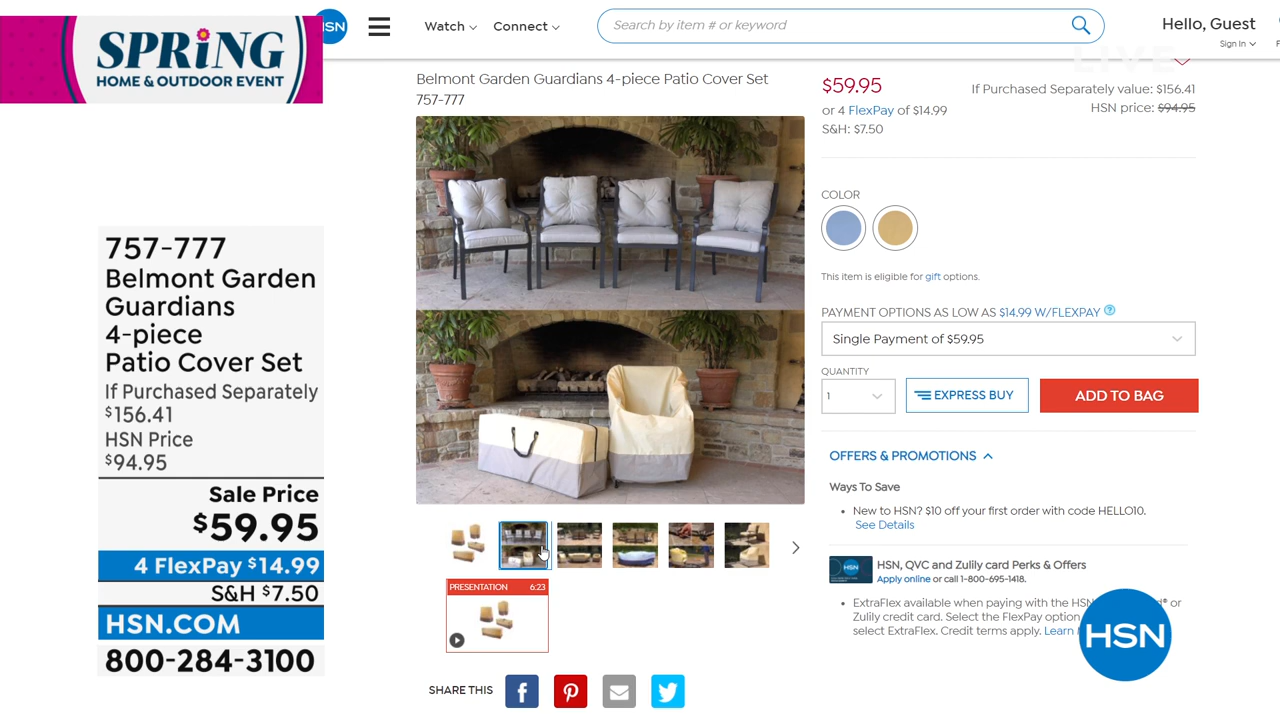 SPRING
HOME & OUTDOOR EVENT
HSN
Watch
Connect
Search by item # or keyword
Hello, Guest
Sign In
LIVE
757-777
Belmont Garden
Guardians
4-piece
Patio Cover Set
If Purchased Separately
$156.41
HSN Price
$94.95
Sale Price
$59.95
4 FlexPay $14.99
S&H $7.50
HSN.COM
800-284-3100
Belmont Garden Guardians 4-piece Patio Cover Set
757-777
PRESENTATION 6:23
SHARE THIS
$59.95
If Purchased Separately value: $156.41
or 4 FlexPay of $14.99
HSN price: $94.95
S&H: $7.50
COLOR
This item is eligible for gift options.
PAYMENT OPTIONS AS LOW AS $14.99 W/FLEXPAY
Single Payment of $59.95
QUANTITY
1
EXPRESS BUY
ADD TO BAG
OFFERS & PROMOTIONS
Ways To Save
New to HSN? $10 off your first order with code HELLO10.
See Details
HSN
HSN, QVC and Zulily card Perks & Offers
Apply online or call 1-800-695-1418.
ExtraFlex available when paying with the HSN or
Zulily credit card. Select the FlexPay option
select ExtraFlex. Credit terms apply. Learn
HSN